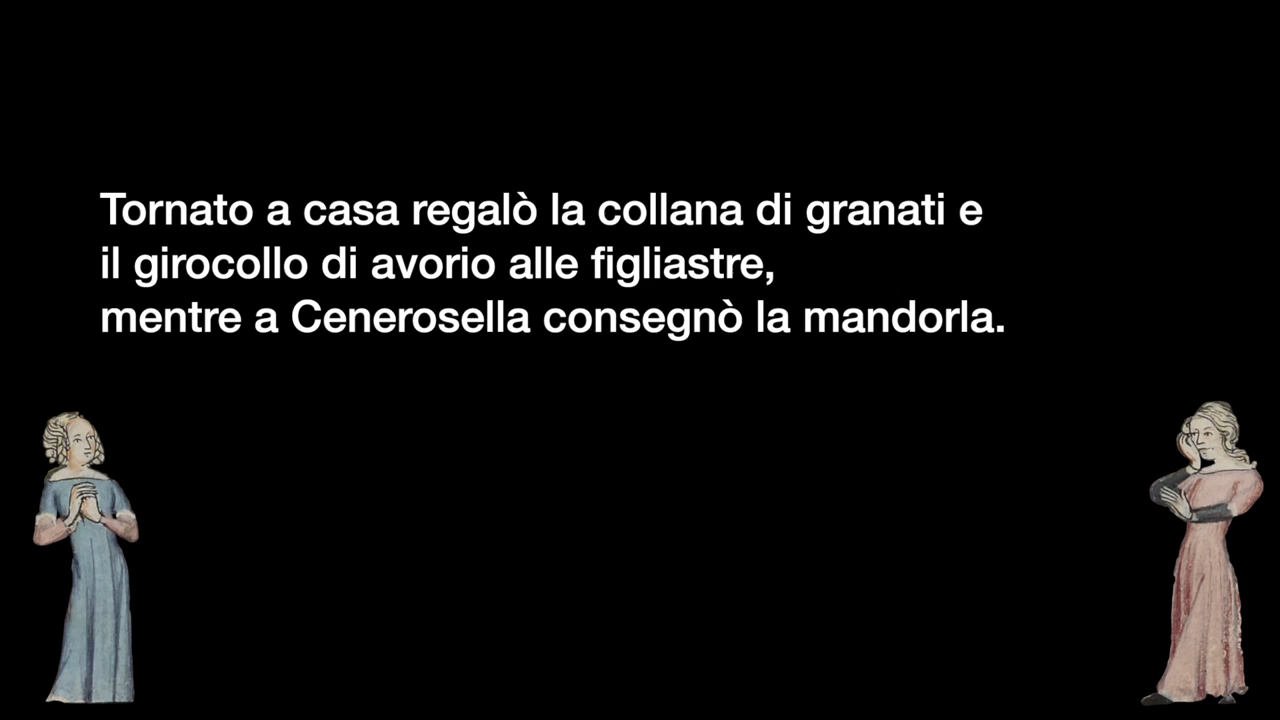 Tornato a casa regalò la collana di granati e
il girocollo di avorio alle figliastre,
mentre a Cenerosella consegnò la mandorla.